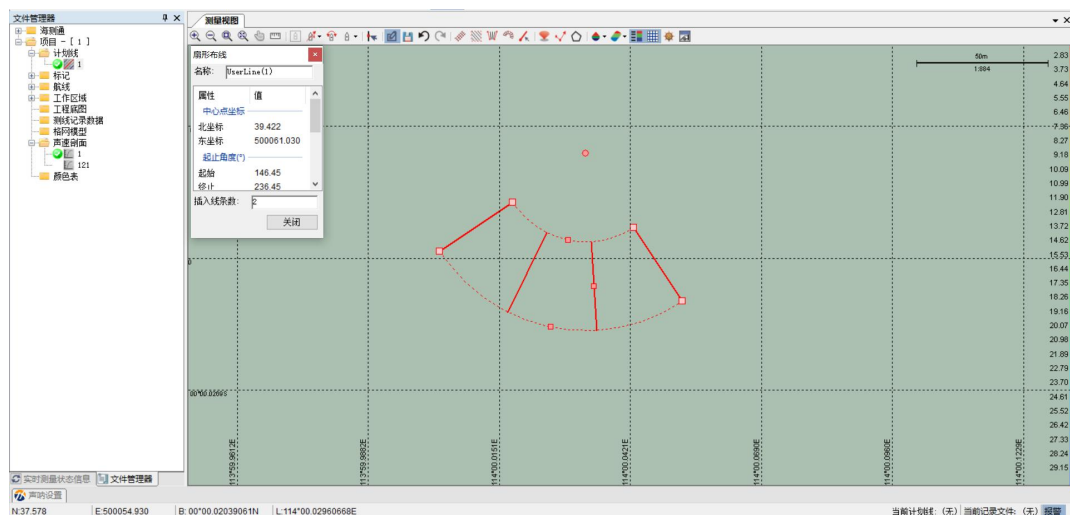 文件管理器
海测通
项目 - [ 1 ]
计划线
1
标记
航线
工作区域
工程底图
测线记录数据
格网模型
声速剖面
1
121
颜色表
实时测量状态信息
文件管理器
测量视图
扇形布线
名称: UserLine(1)
属性 值
中心点坐标
北坐标 39.422
东坐标 500061.030
起止角度(°)
起始 146.45
终止 236.45
插入线条数: 2
关闭
50m
1:884
2.83
3.73
4.64
5.55
6.46
7.36
8.27
9.18
10.09
10.99
11.90
12.81
13.72
14.62
15.53
16.44
17.35
18.26
19.16
20.07
20.98
21.89
22.79
23.70
24.61
25.52
26.42
27.33
28.24
29.15
00°00.0269S
113°59.9612E
113°59.9882E
114°00.0151E
114°00.0421E
114°00.0690E
114°00.0960E
114°00.1229E
声呐设置
N:37.578 E:500054.930 B: 00°00.02039061N L:114°00.02960668E
当前计划线: (无) 当前记录文件: (无) 报警